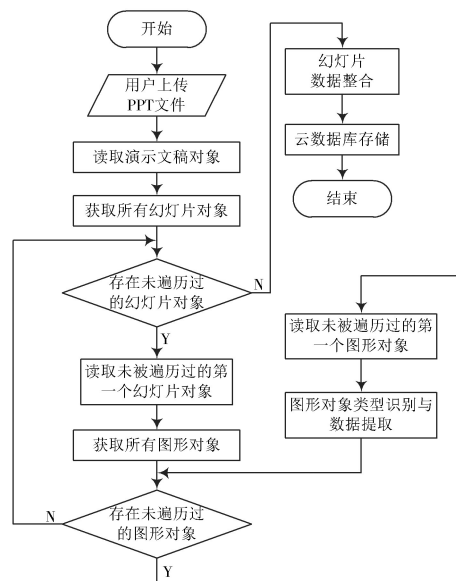 开始
用户上传
PPT文件
读取演示文稿对象
获取所有幻灯片对象
存在未遍历过
的幻灯片对象
N
Y
读取未被遍历过的第
一个幻灯片对象
获取所有图形对象
存在未遍历过
的图形对象
N
Y
幻灯片
数据整合
云数据库存储
结束
读取未被遍历过的第
一个图形对象
图形对象类型识别与
数据提取